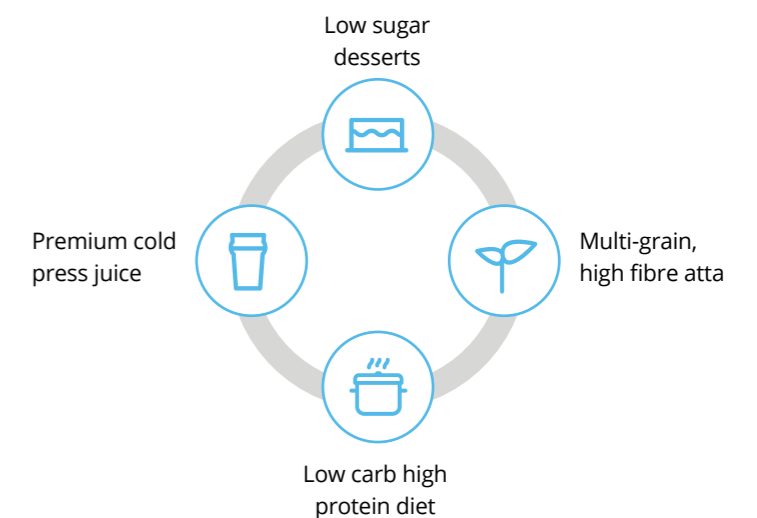 Low sugar
desserts
Premium cold
press juice
Multi-grain,
high fibre atta
Low carb high
protein diet